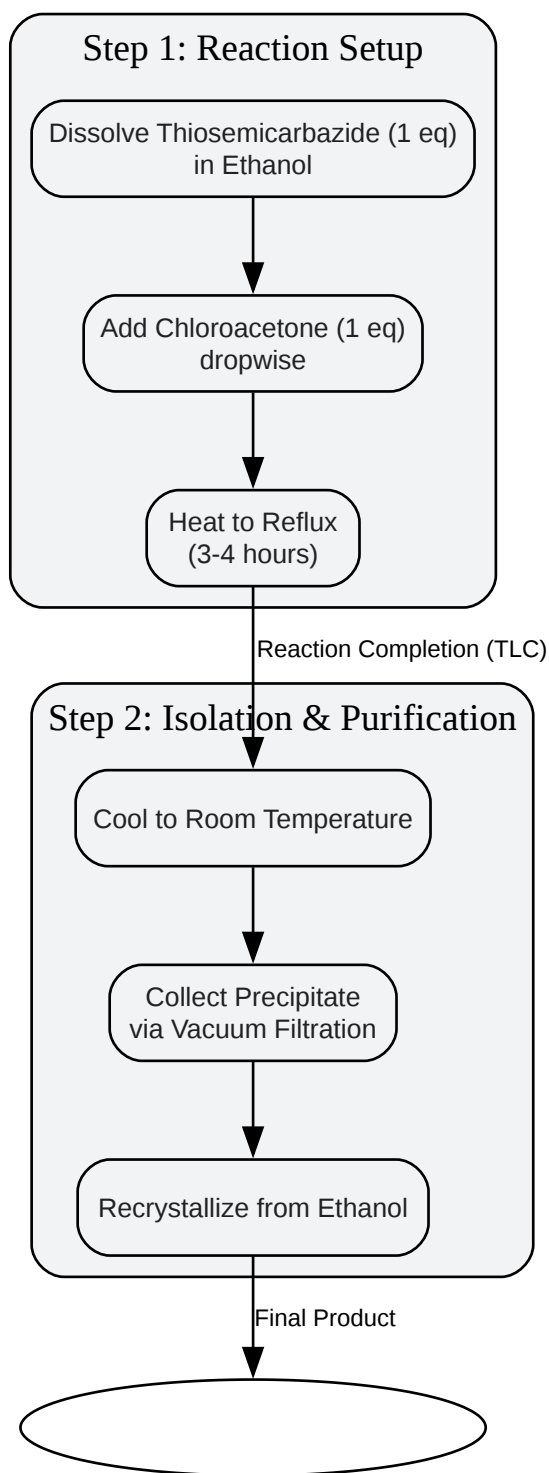 Step 1: Reaction Setup
Dissolve Thiosemicarbazide (1 eq)
in Ethanol
Add Chloroacetone (1 eq)
dropwise
Heat to Reflux
(3-4 hours)
Reaction Completion (TLC)
Step 2: Isolation & Purification
Cool to Room Temperature
Collect Precipitate
via Vacuum Filtration
Recrystallize from Ethanol
Final Product